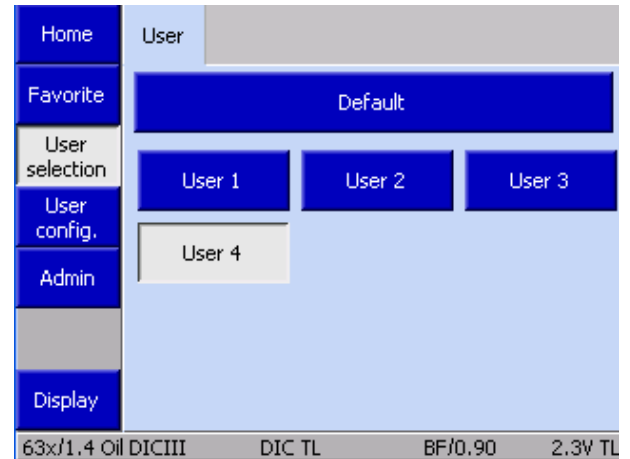 Home
User
Favorite
Default
User
selection
User 1
User 2
User 3
User
config.
User 4
Admin
Display
63x/1.4 Oil DICIII DIC TL BF/0.90 2.3V TL